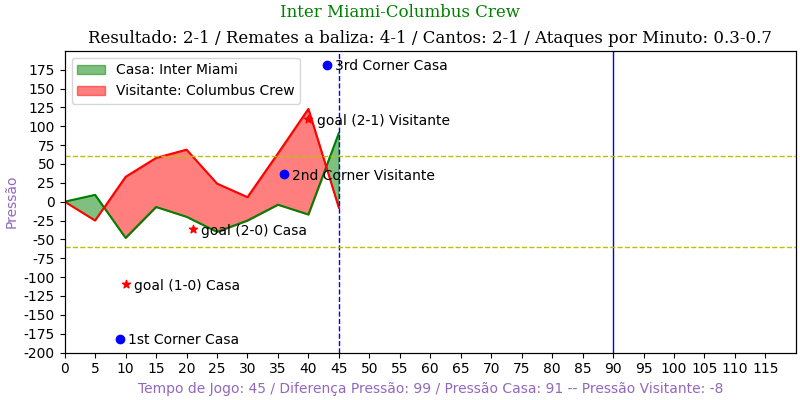 Inter Miami-Columbus Crew
Resultado: 2-1 / Remates a baliza: 4-1 / Cantos: 2-1 / Ataques por Minuto: 0.3-0.7
Casa: Inter Miami
Visitante: Columbus Crew
3rd Corner Casa
goal (2-1) Visitante
2nd Corner Visitante
goal (2-0) Casa
goal (1-0) Casa
1st Corner Casa
Pressão
175
150
125
100
75
50
25
0
-25
-50
-75
-100
-125
-150
-175
-200
0 5 10 15 20 25 30 35 40 45 50 55 60 65 70 75 80 85 90 95 100 105 110 115
Tempo de Jogo: 45 / Diferença Pressão: 99 / Pressão Casa: 91 -- Pressão Visitante: -8